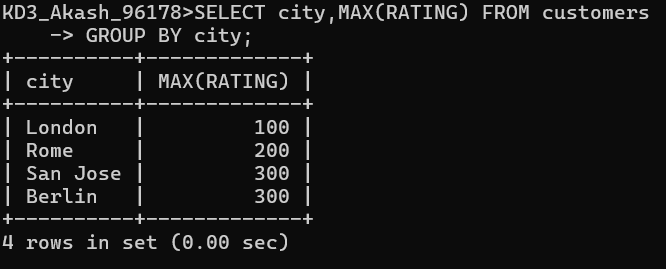 KD3_Akash_96178>SELECT city,MAX(RATING) FROM customers
    -> GROUP BY city;
+----------+-------------+
| city     | MAX(RATING) |
+----------+-------------+
| London   |         100 |
| Rome     |         200 |
| San Jose |         300 |
| Berlin   |         300 |
+----------+-------------+
4 rows in set (0.00 sec)